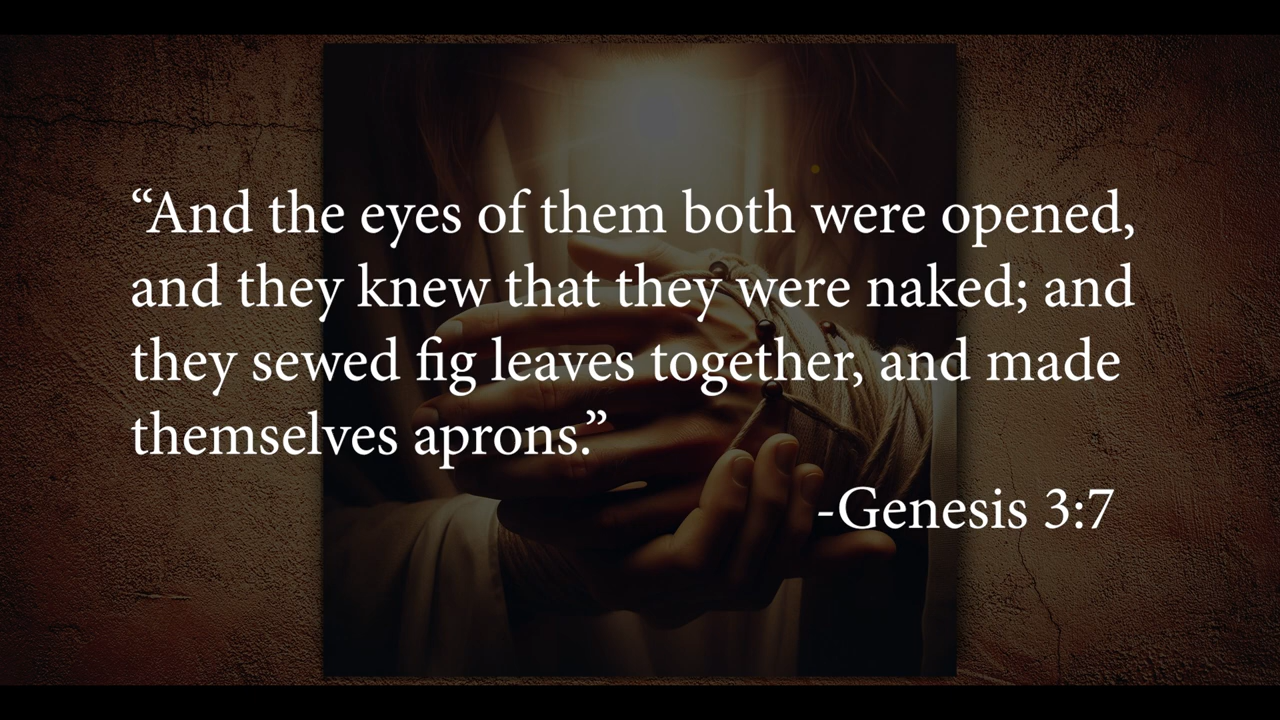 “And the eyes of them both were opened,
and they knew that they were naked; and
they sewed fig leaves together, and made
themselves aprons.”
-Genesis 3:7